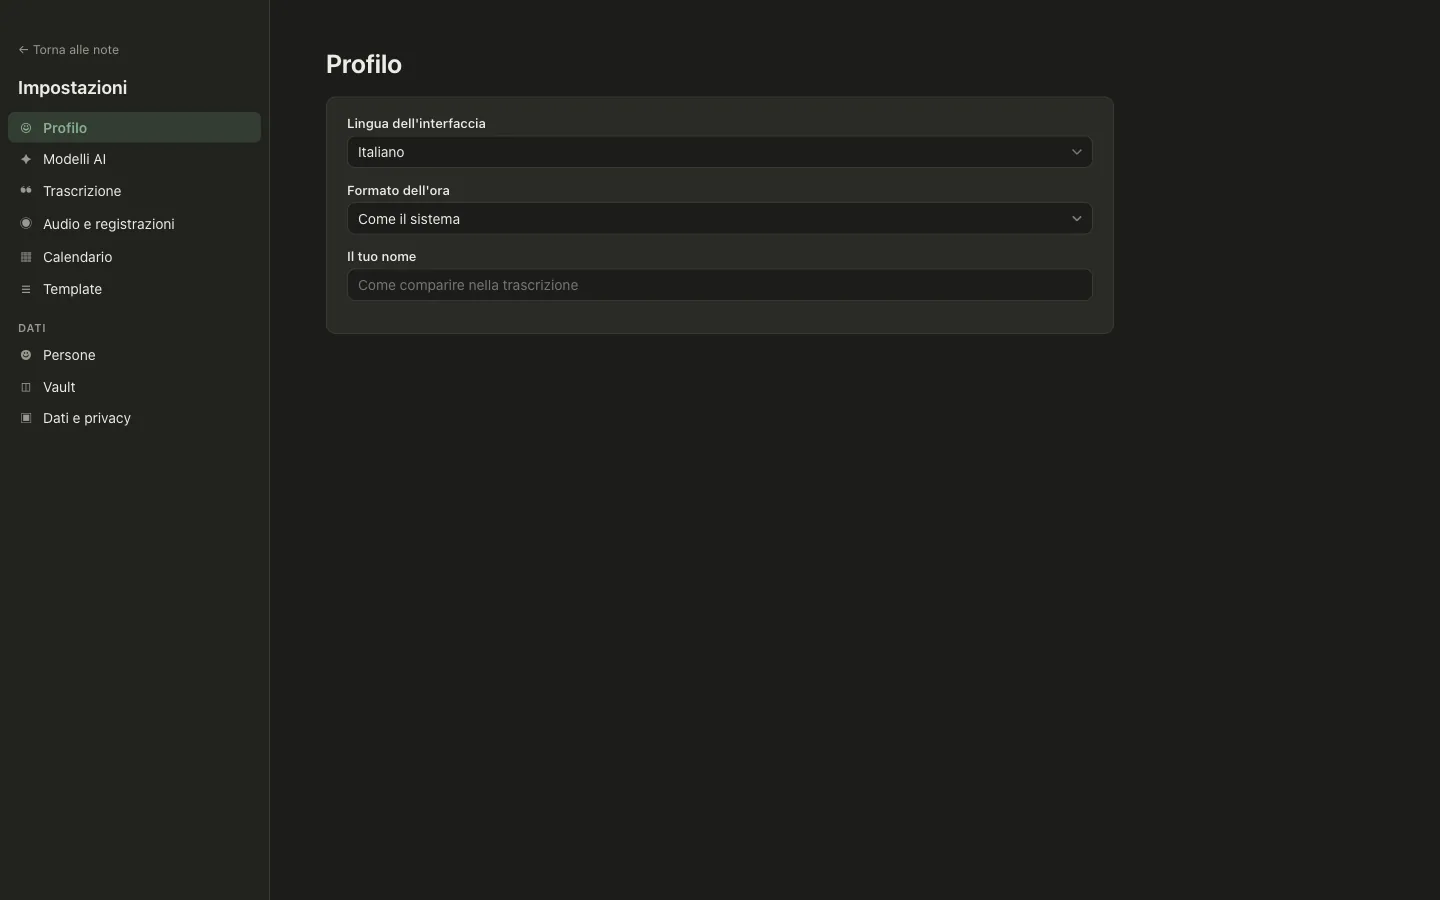 ← Torna alle note
Impostazioni
Profilo
Modelli AI
Trascrizione
Audio e registrazioni
Calendario
Template
DATI
Persone
Vault
Dati e privacy
Profilo
Lingua dell'interfaccia
Italiano
Formato dell'ora
Come il sistema
Il tuo nome
Come comparire nella trascrizione